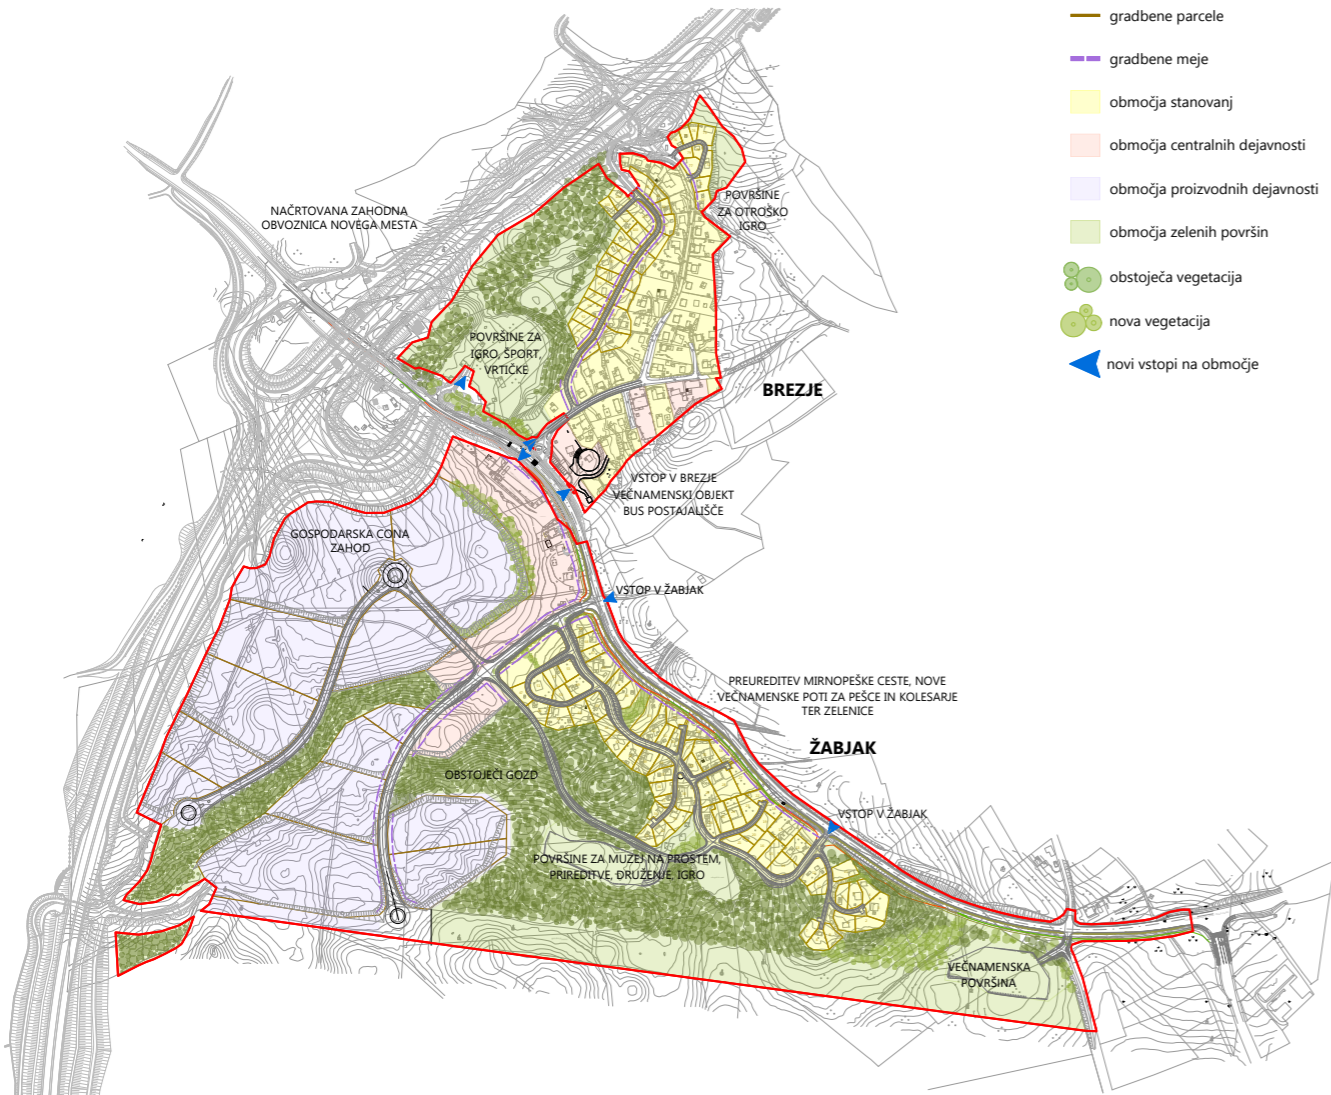 gradbene parcele
gradbene meje
območja stanovanj
območja centralnih dejavnosti
območja proizvodnih dejavnosti
območja zelenih površin
obstoječa vegetacija
nova vegetacija
novi vstopi na območje
NAČRTOVANA ZAHODNA
OBVOZNICA NOVEGA MESTA
POVRŠINE
ZA OTROŠKO
IGRO
POVRŠINE ZA
IGRO, ŠPORT,
VRTIČKE
BREZJE
VSTOP V BREZJE
VEČNAMENSKI OBJEKT
BUS POSTAJALIŠČE
GOSPODARSKA CONA
ZAHOD
VSTOP V ŽABJAK
PREUREDITEV MIRNOPEŠKE CESTE, NOVE
VEČNAMENSKE POTI ZA PEŠCE IN KOLESARJE
TER ZELENICE
ŽABJAK
OBSTOJEČI GOZD
VSTOP V ŽABJAK
POVRŠINE ZA MUZEJ NA PROSTEM,
PRIREDITVE, DRUŽENJE, IGRO
VEČNAMENSKA
POVRŠINA